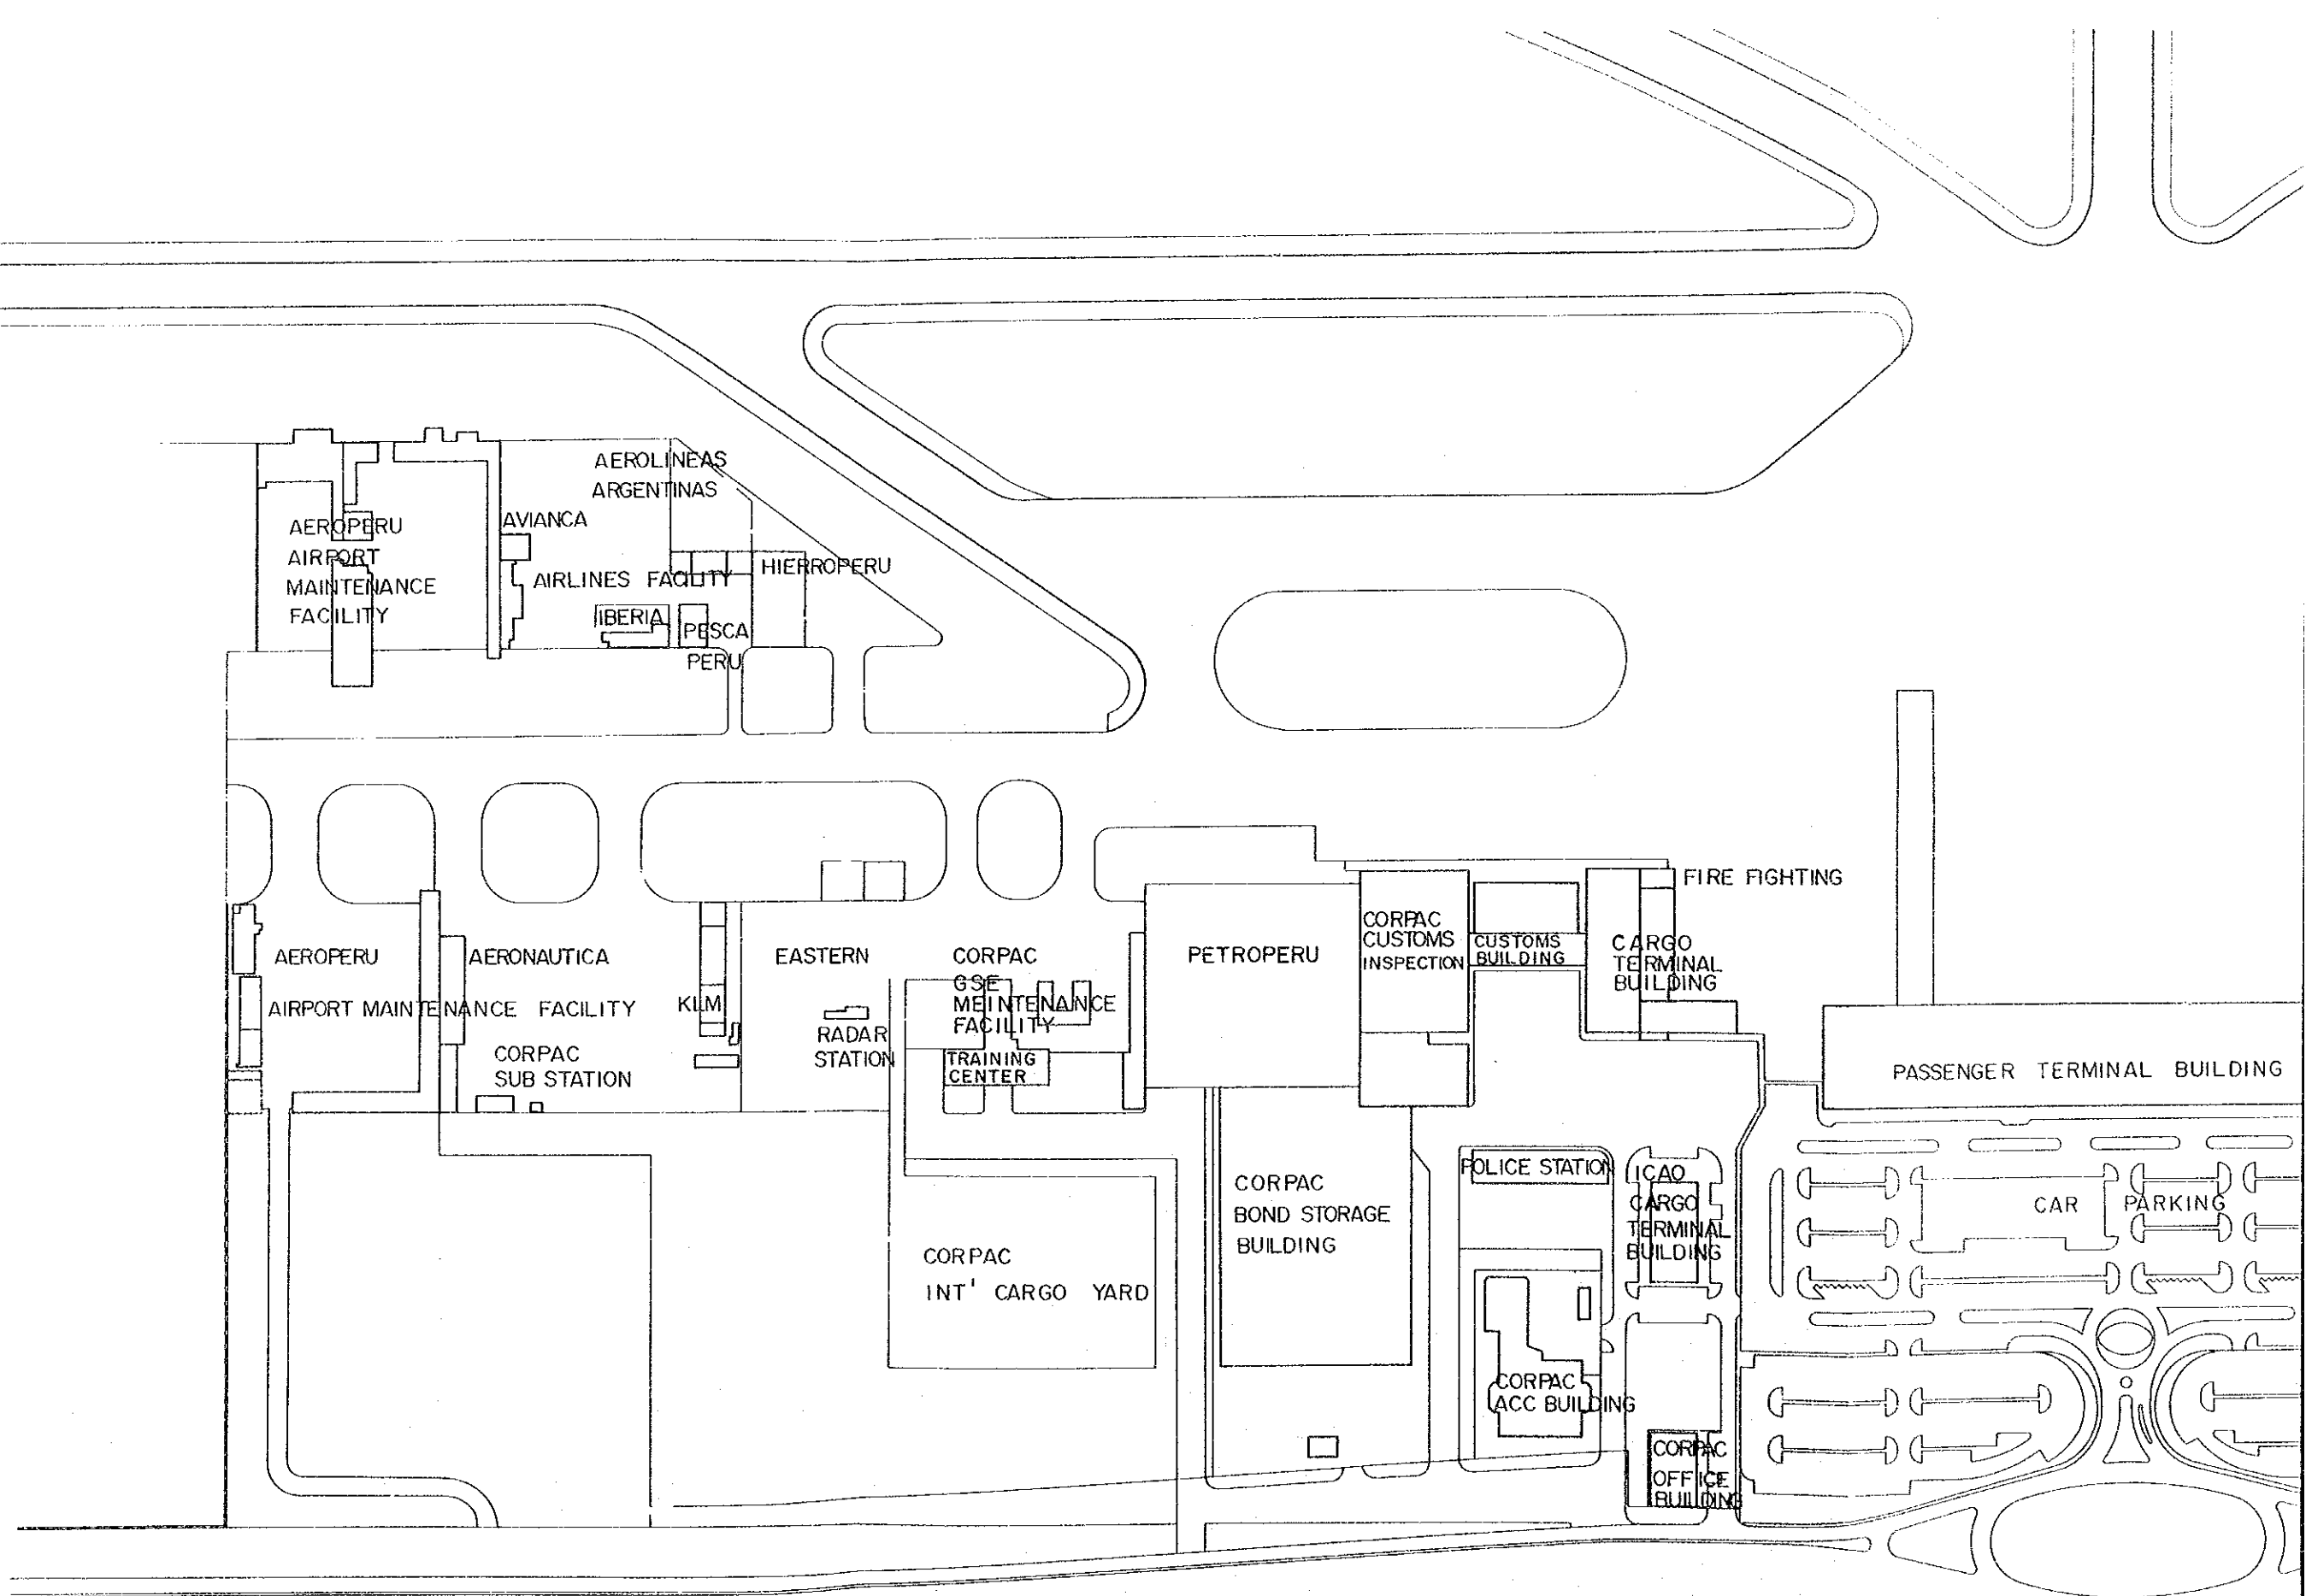 AEROLINEAS
ARGENTINAS
AEROPERU
AIRPORT
MAINTENANCE
FACILITY
AVIANCA
AIRLINES FACILITY
HIERROPERU
IBERIA
PESCA
PERU
FIRE FIGHTING
AEROPERU
AERONAUTICA
AIRPORT MAINTENANCE FACILITY
KLM
CORPAC
SUB STATION
EASTERN
RADAR
STATION
CORPAC
GSE
MEINTENANCE
FACILITY
TRAINING
CENTER
PETROPERU
CORPAC
CUSTOMS
INSPECTION
CUSTOMS
BUILDING
CARGO
TERMINAL
BUILDING
PASSENGER TERMINAL BUILDING
CORPAC
INT' CARGO YARD
CORPAC
BOND STORAGE
BUILDING
POLICE STATION
ICAO
CARGO
TERMINAL
BUILDING
CAR PARKING
CORPAC
ACC BUILDING
CORPAC
OFFICE
BUILDING